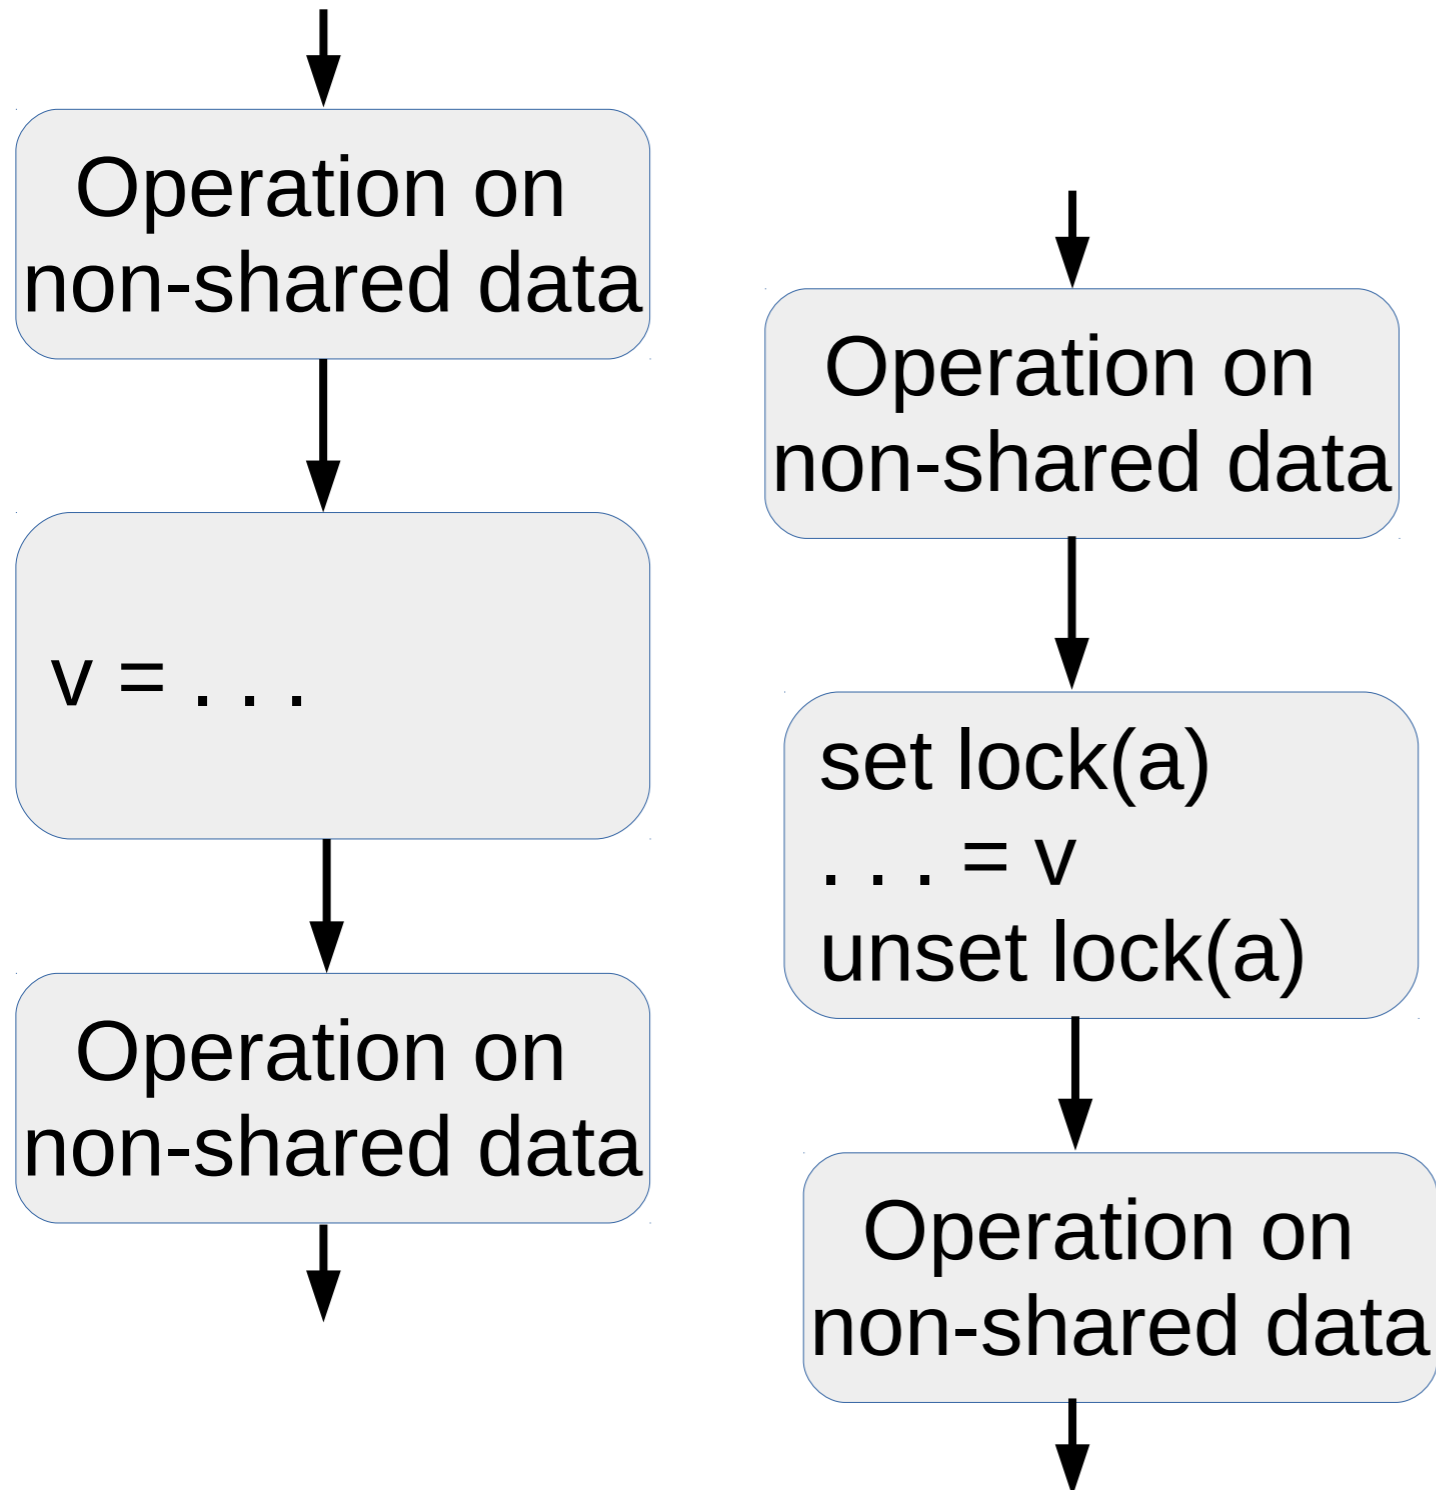 Operation on
non-shared data
v = . . .
Operation on
non-shared data
Operation on
non-shared data
set lock(a)
. . . = v
unset lock(a)
Operation on
non-shared data